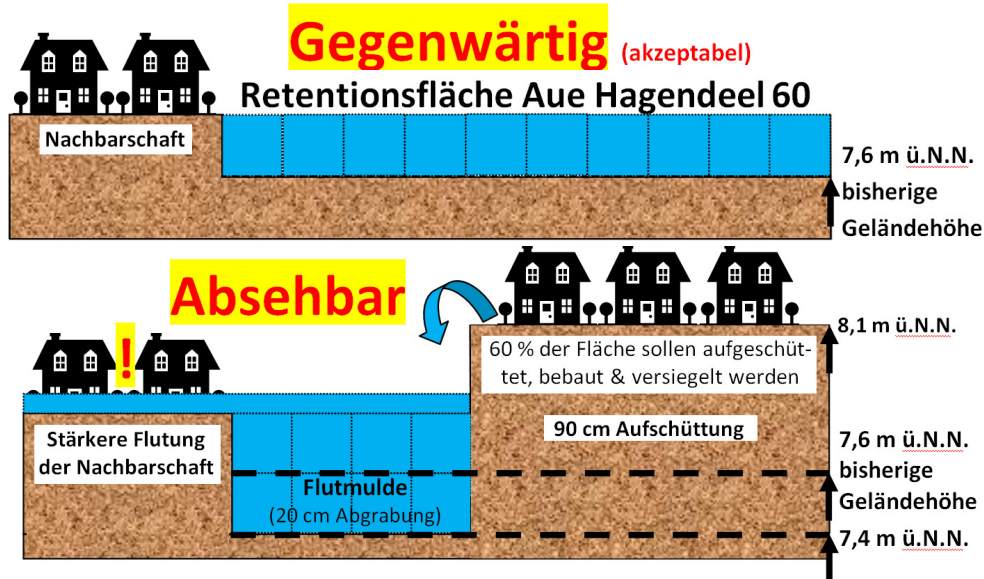 Gegenwärtig (akzeptabel)
Retentionsfläche Aue Hagendeel 60
Nachbarschaft
7,6 m ü.N.N.
bisherige
Geländehöhe
Absehbar
8,1 m ü.N.N.
!
60 % der Fläche sollen aufgeschüt-
tet, bebaut & versiegelt werden
90 cm Aufschüttung
Stärkere Flutung
der Nachbarschaft
7,6 m ü.N.N.
bisherige
Geländehöhe
Flutmulde
(20 cm Abgrabung)
7,4 m ü.N.N.